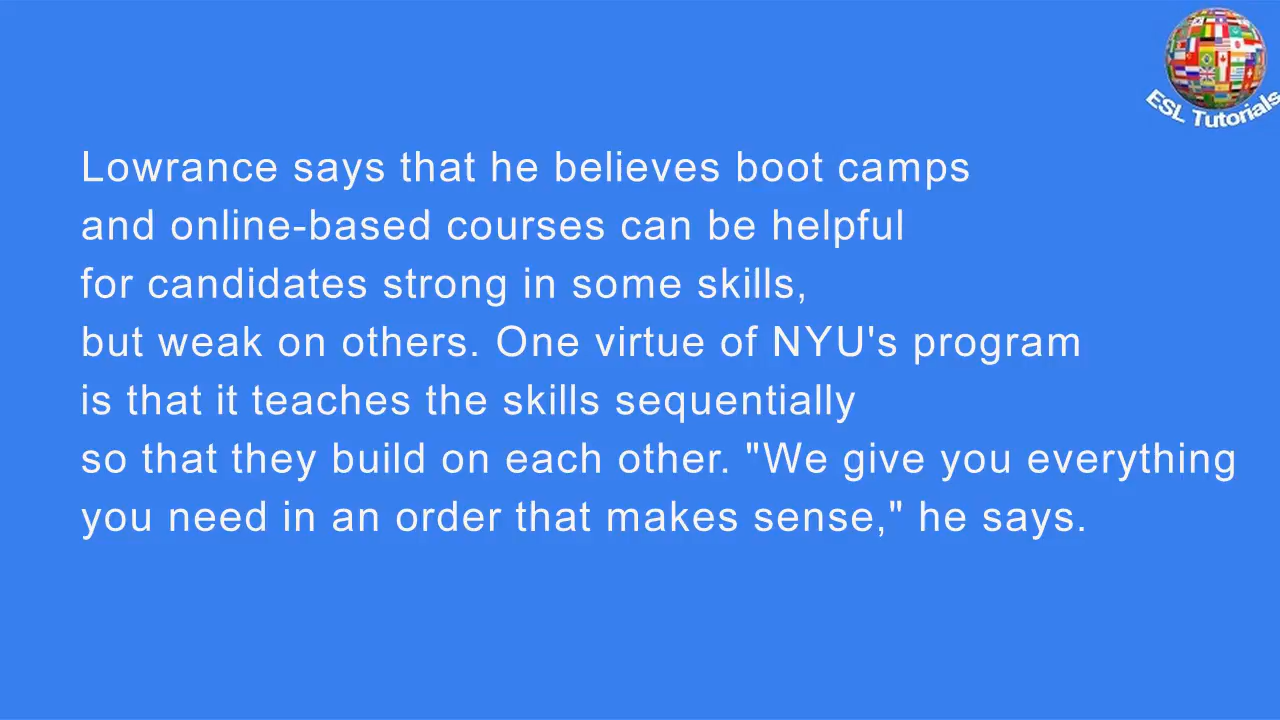 ESL Tutorials
Lowrance says that he believes boot camps
and online-based courses can be helpful
for candidates strong in some skills,
but weak on others. One virtue of NYU's program
is that it teaches the skills sequentially
so that they build on each other. "We give you everything
you need in an order that makes sense," he says.